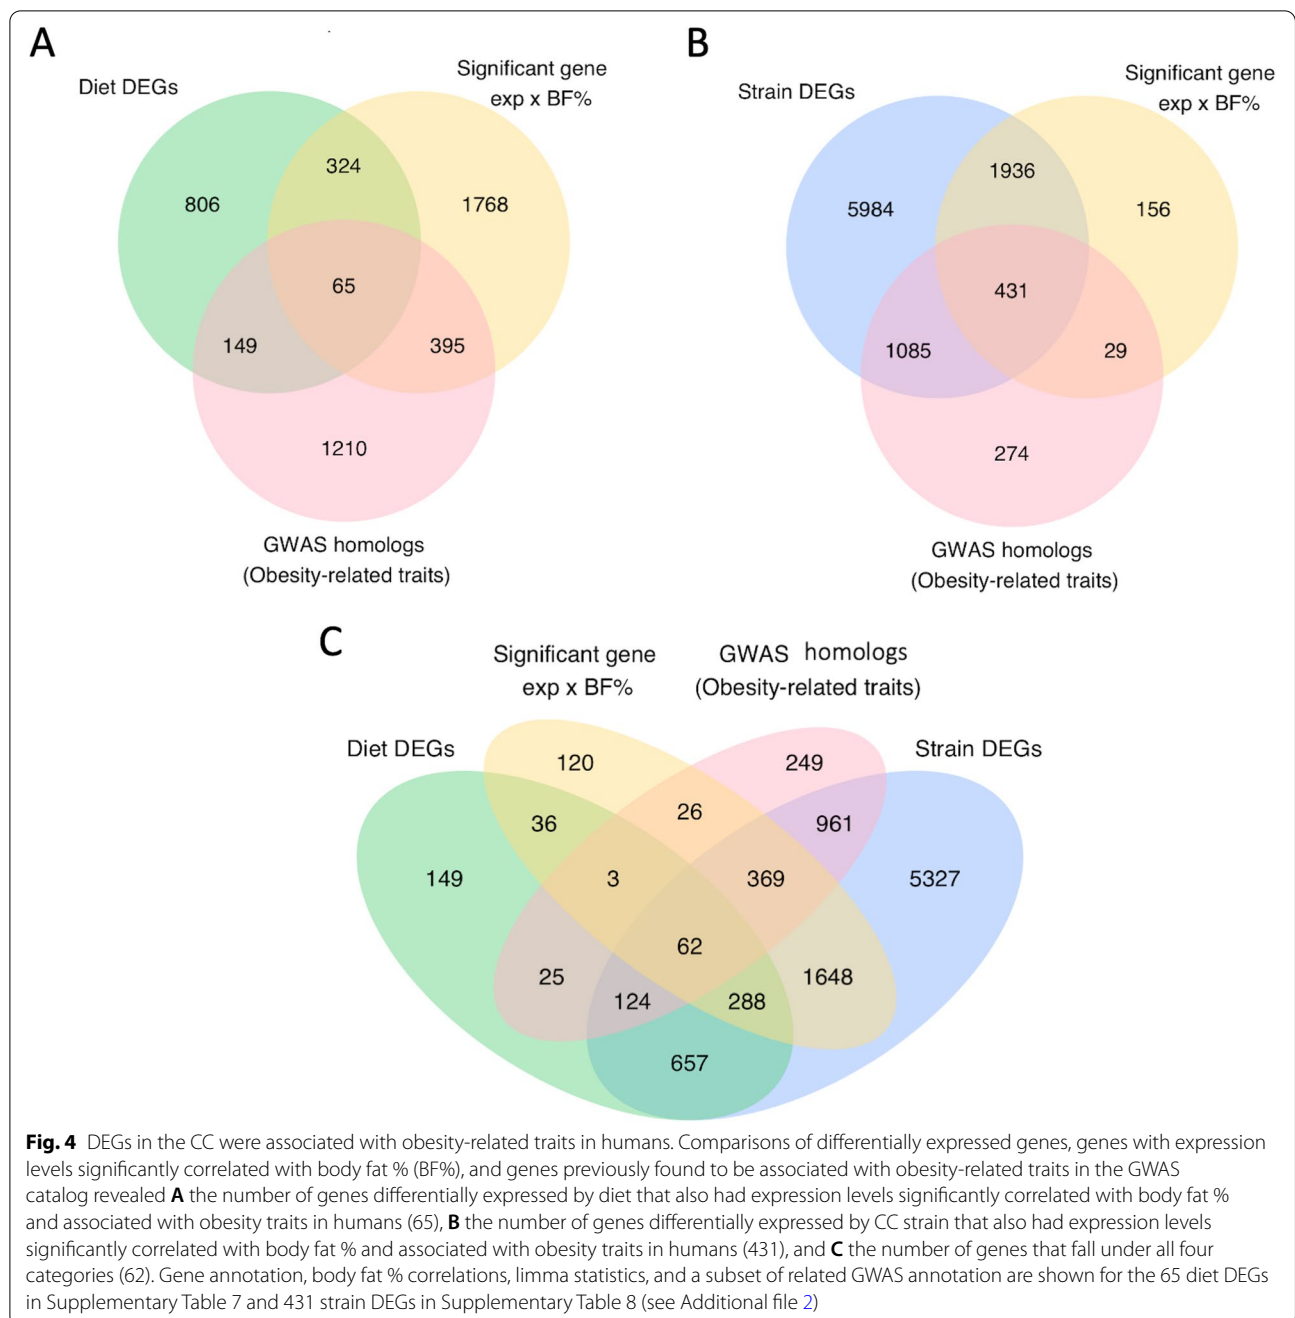 A
Diet DEGs
Significant gene
exp x BF%
806
324
1768
65
149
395
1210
GWAS homologs
(Obesity-related traits)
B
Strain DEGs
Significant gene
exp x BF%
5984
1936
156
431
1085
29
274
GWAS homologs
(Obesity-related traits)
C
Significant gene
exp x BF%
GWAS homologs
(Obesity-related traits)
Diet DEGs
Strain DEGs
120
249
36
26
961
149
3
369
5327
62
25
124
288
1648
657
Fig. 4 DEGs in the CC were associated with obesity-related traits in humans. Comparisons of differentially expressed genes, genes with expression
levels significantly correlated with body fat % (BF%), and genes previously found to be associated with obesity-related traits in the GWAS
catalog revealed A the number of genes differentially expressed by diet that also had expression levels significantly correlated with body fat %
and associated with obesity traits in humans (65), B the number of genes differentially expressed by CC strain that also had expression levels
significantly correlated with body fat % and associated with obesity traits in humans (431), and C the number of genes that fall under all four
categories (62). Gene annotation, body fat % correlations, limma statistics, and a subset of related GWAS annotation are shown for the 65 diet DEGs
in Supplementary Table 7 and 431 strain DEGs in Supplementary Table 8 (see Additional file 2)